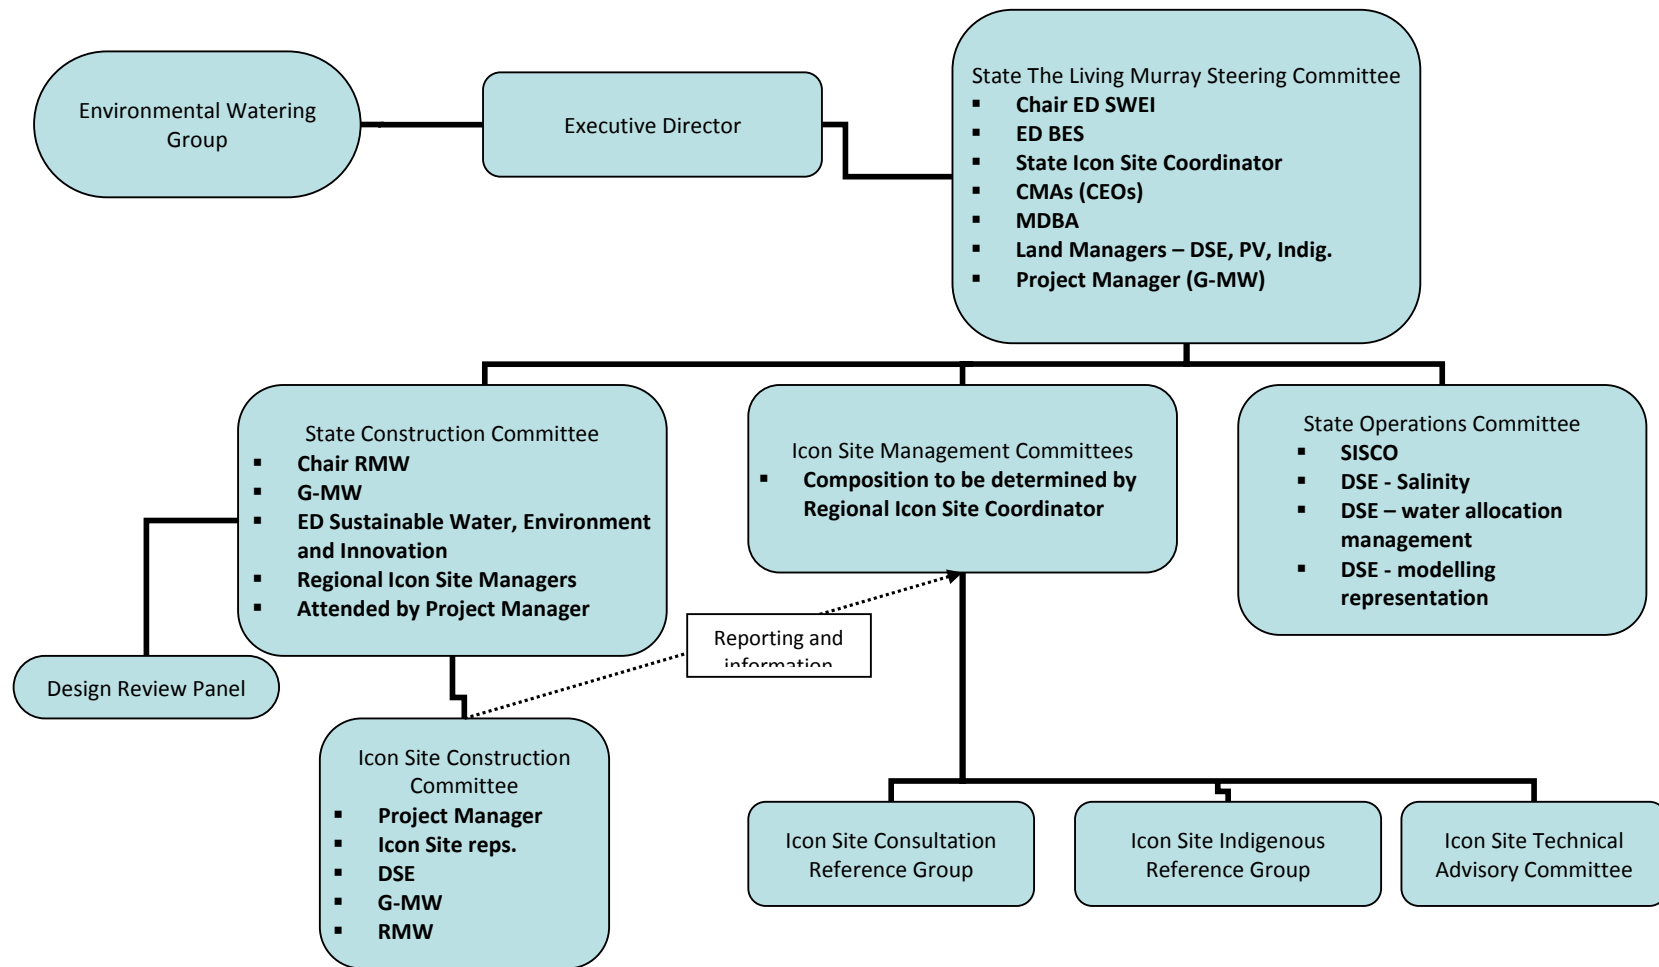 Environmental Watering
Group
Executive Director
State The Living Murray Steering Committee
▪ Chair ED SWEI
▪ ED BES
▪ State Icon Site Coordinator
▪ CMAs (CEOs)
▪ MDBA
▪ Land Managers – DSE, PV, Indig.
▪ Project Manager (G-MW)
State Construction Committee
▪ Chair RMW
▪ G-MW
▪ ED Sustainable Water, Environment
and Innovation
▪ Regional Icon Site Managers
▪ Attended by Project Manager
Icon Site Management Committees
▪ Composition to be determined by
Regional Icon Site Coordinator
State Operations Committee
▪ SISCO
▪ DSE - Salinity
▪ DSE – water allocation
management
▪ DSE - modelling
representation
Reporting and
information
Design Review Panel
Icon Site Construction
Committee
▪ Project Manager
▪ Icon Site reps.
▪ DSE
▪ G-MW
▪ RMW
Icon Site Consultation
Reference Group
Icon Site Indigenous
Reference Group
Icon Site Technical
Advisory Committee